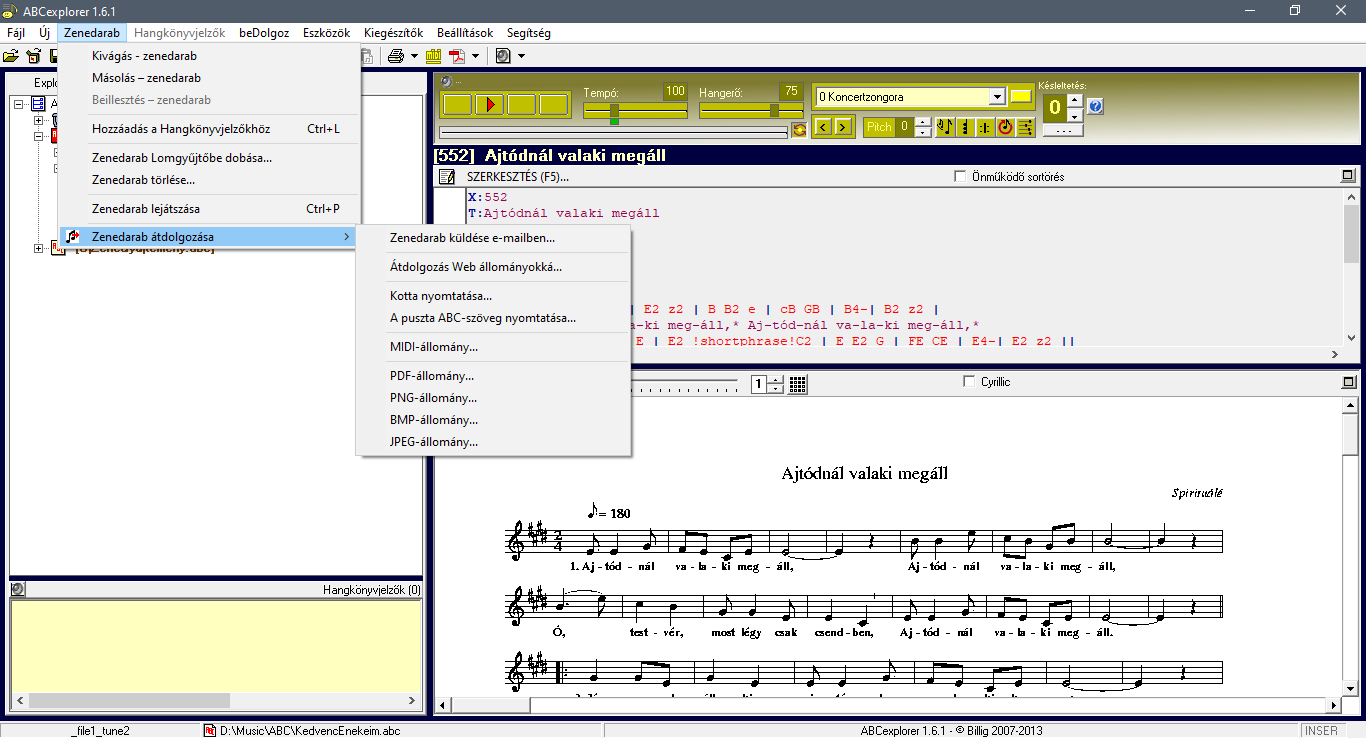 ABCexplorer 1.6.1
Fájl Új Zenedarab Hangkönyvjelzők beDolgoz Eszközök Kiegészítők Beállítások Segítség
Kivágás - zenedarab
Másolás – zenedarab
Beillesztés – zenedarab
Hozzáadás a Hangkönyvjelzőkhöz Ctrl+L
Zenedarab Lomgyűjtőbe dobása...
Zenedarab törlése...
Zenedarab lejátszása Ctrl+P
Zenedarab átdolgozása
Zenedarab küldése e-mailben...
Átdolgozás Web állományokká...
Kotta nyomtatása...
A puszta ABC-szöveg nyomtatása...
MIDI-állomány...
PDF-állomány...
PNG-állomány...
BMP-állomány...
JPEG-állomány...
Tempó: 100 Hangerő: 75
0 Koncertzongora
Pitch 0
Késleltetés:
0
...
[552] Ajtódnál valaki megáll
SZERKESZTÉS (F5)... Önműködő sortörés
X:552
T:Ajtódnál valaki megáll
| E2 z2 | B B2 e | cB GB | B4-| B2 z2 |
a-ki meg-áll,* Aj-tód-nál va-la-ki meg-áll,*
E | E2 !shortphrase!C2 | E E2 G | FE CE | E4-| E2 z2 ||
1 Cyrillic
Ajtódnál valaki megáll
Spirituálé
= 180
2
4
1. Aj - tód - nál va - la - ki meg - áll, Aj - tód - nál va - la - ki meg - áll,
Ó, test - vér, most légy csak csend - ben, Aj - tód - nál va - la - ki meg - áll.
Hangkönyvjelzők (0)
_file1_tune2 D:\Music\ABC\KedvencEnekeim.abc ABCexplorer 1.6.1 - © Billig 2007-2013 INSER